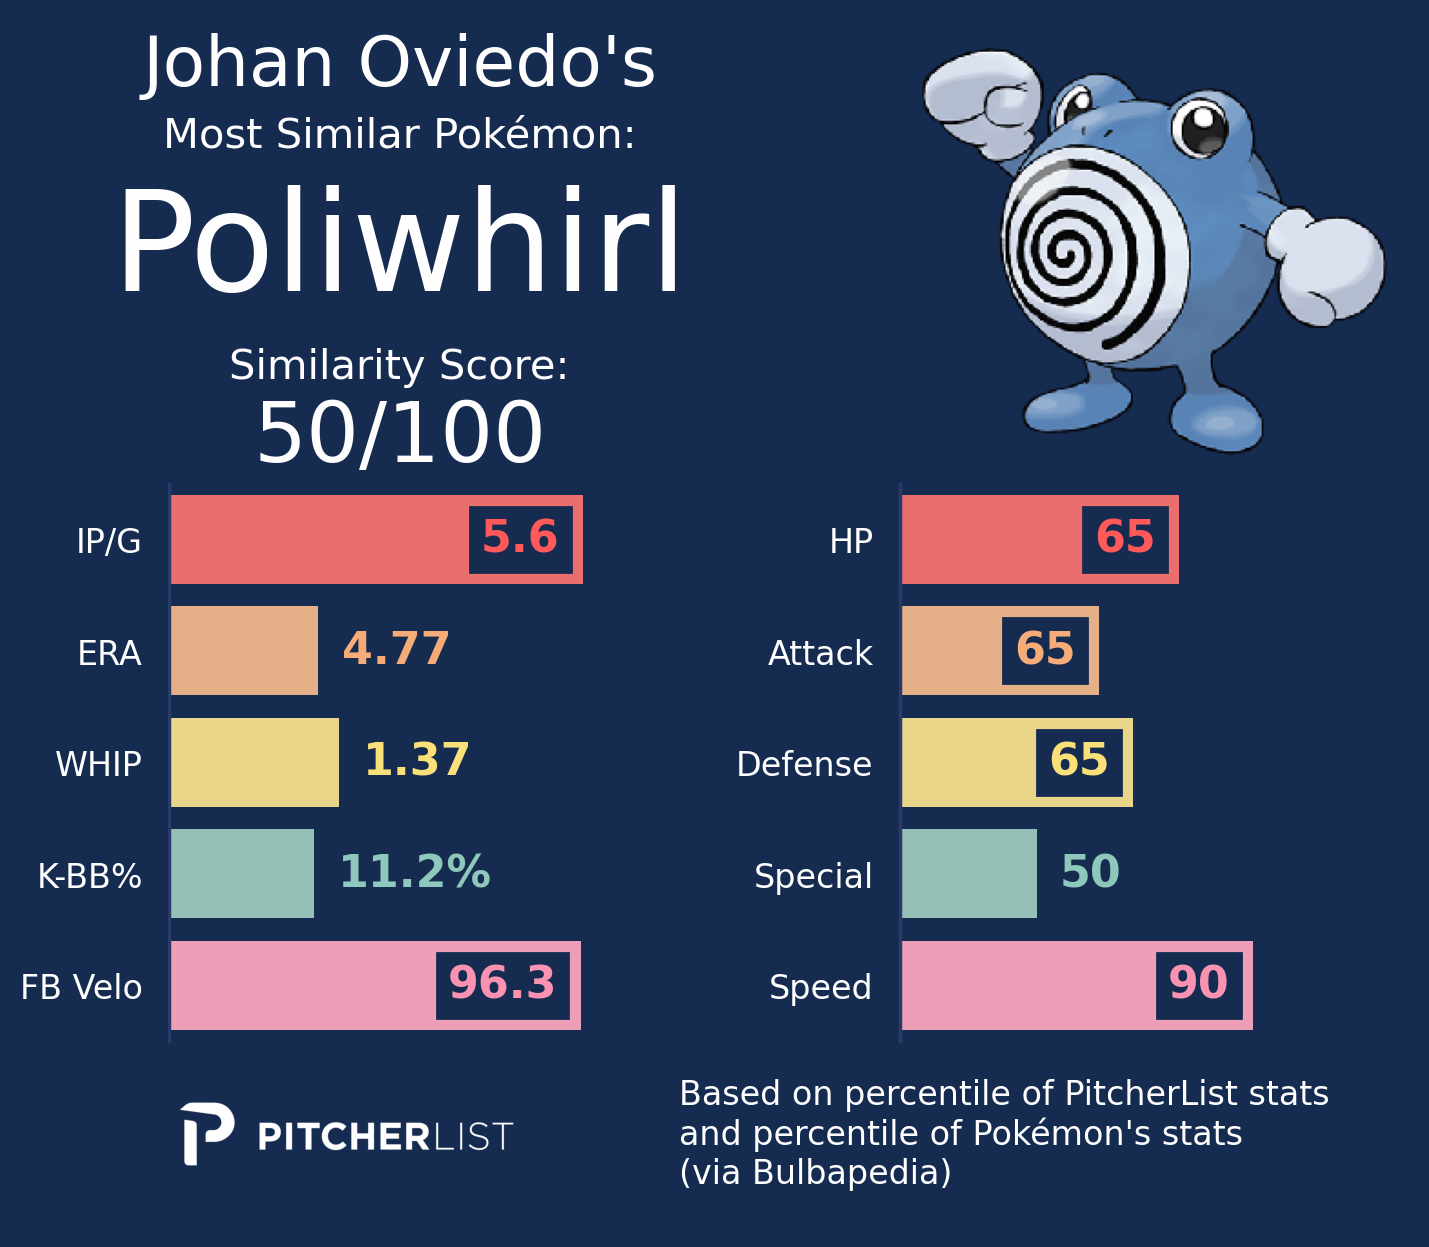 Johan Oviedo's
Most Similar Pokémon:
Poliwhirl
Similarity Score:
50/100
IP/G 5.6
ERA 4.77
WHIP 1.37
K-BB% 11.2%
FB Velo 96.3
HP 65
Attack 65
Defense 65
Special 50
Speed 90
PITCHERLIST
Based on percentile of PitcherList stats
and percentile of Pokémon's stats
(via Bulbapedia)